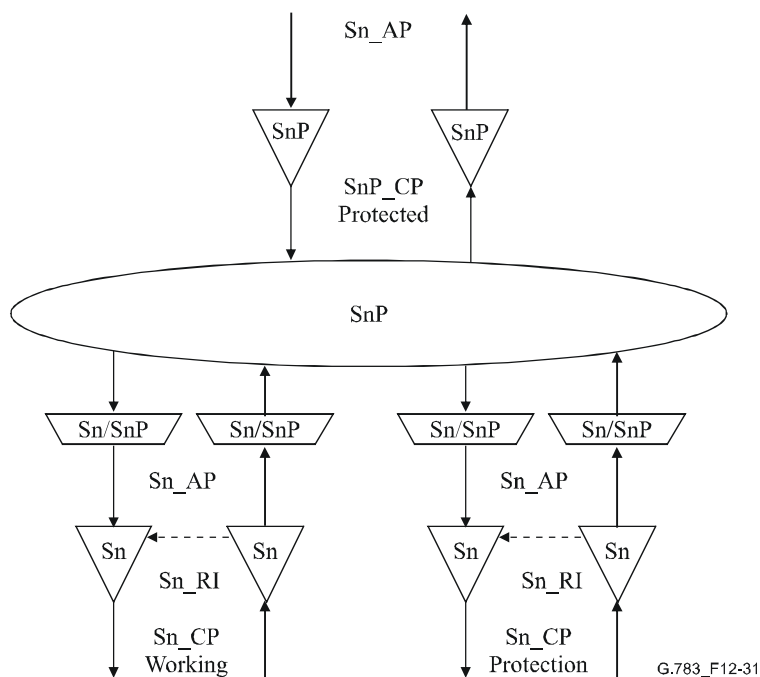 Sn_AP
SnP
SnP
SnP_CP
Protected
SnP
Sn/SnP
Sn/SnP
Sn/SnP
Sn/SnP
Sn_AP
Sn_AP
Sn
Sn
Sn
Sn
Sn_RI
Sn_RI
Sn_CP
Working
Sn_CP
Protection
G.783_F12-31